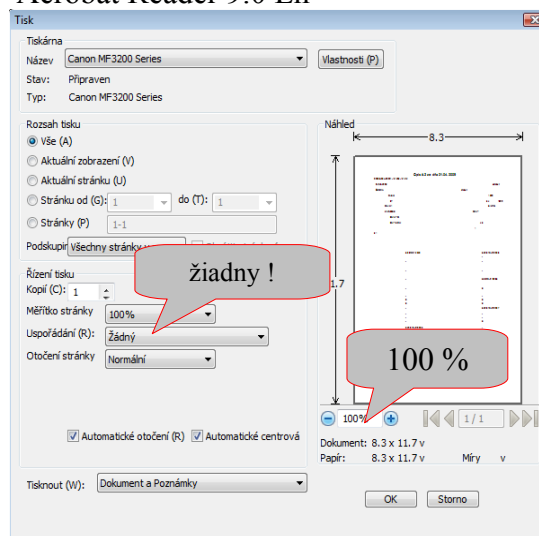 Acrobat Reader 9.0 En
Tisk
Tiskárna
Název Canon MF3200 Series Vlastnosti (P)
Stav: Připraven
Typ: Canon MF3200 Series
Rozsah tisku
Vše (A)
Aktuální zobrazení (V)
Aktuální stránku (U)
Stránku od (G): 1 do (T): 1
Stránky (P) 1-1
Podskupin Všechny stránky
Řízení tisku
Kopií (C): 1
Měřítko stránky 100%
Uspořádání (R): Žádný
Otočení stránky Normální
žiadny !
Automatické otočení (R) Automatické centrová
Tisknout (W): Dokument a Poznámky
Náhled
8.3
1.7
100 %
100% 1 / 1
Dokument: 8.3 x 11.7 v
Papír: 8.3 x 11.7 v Míry v
OK Storno